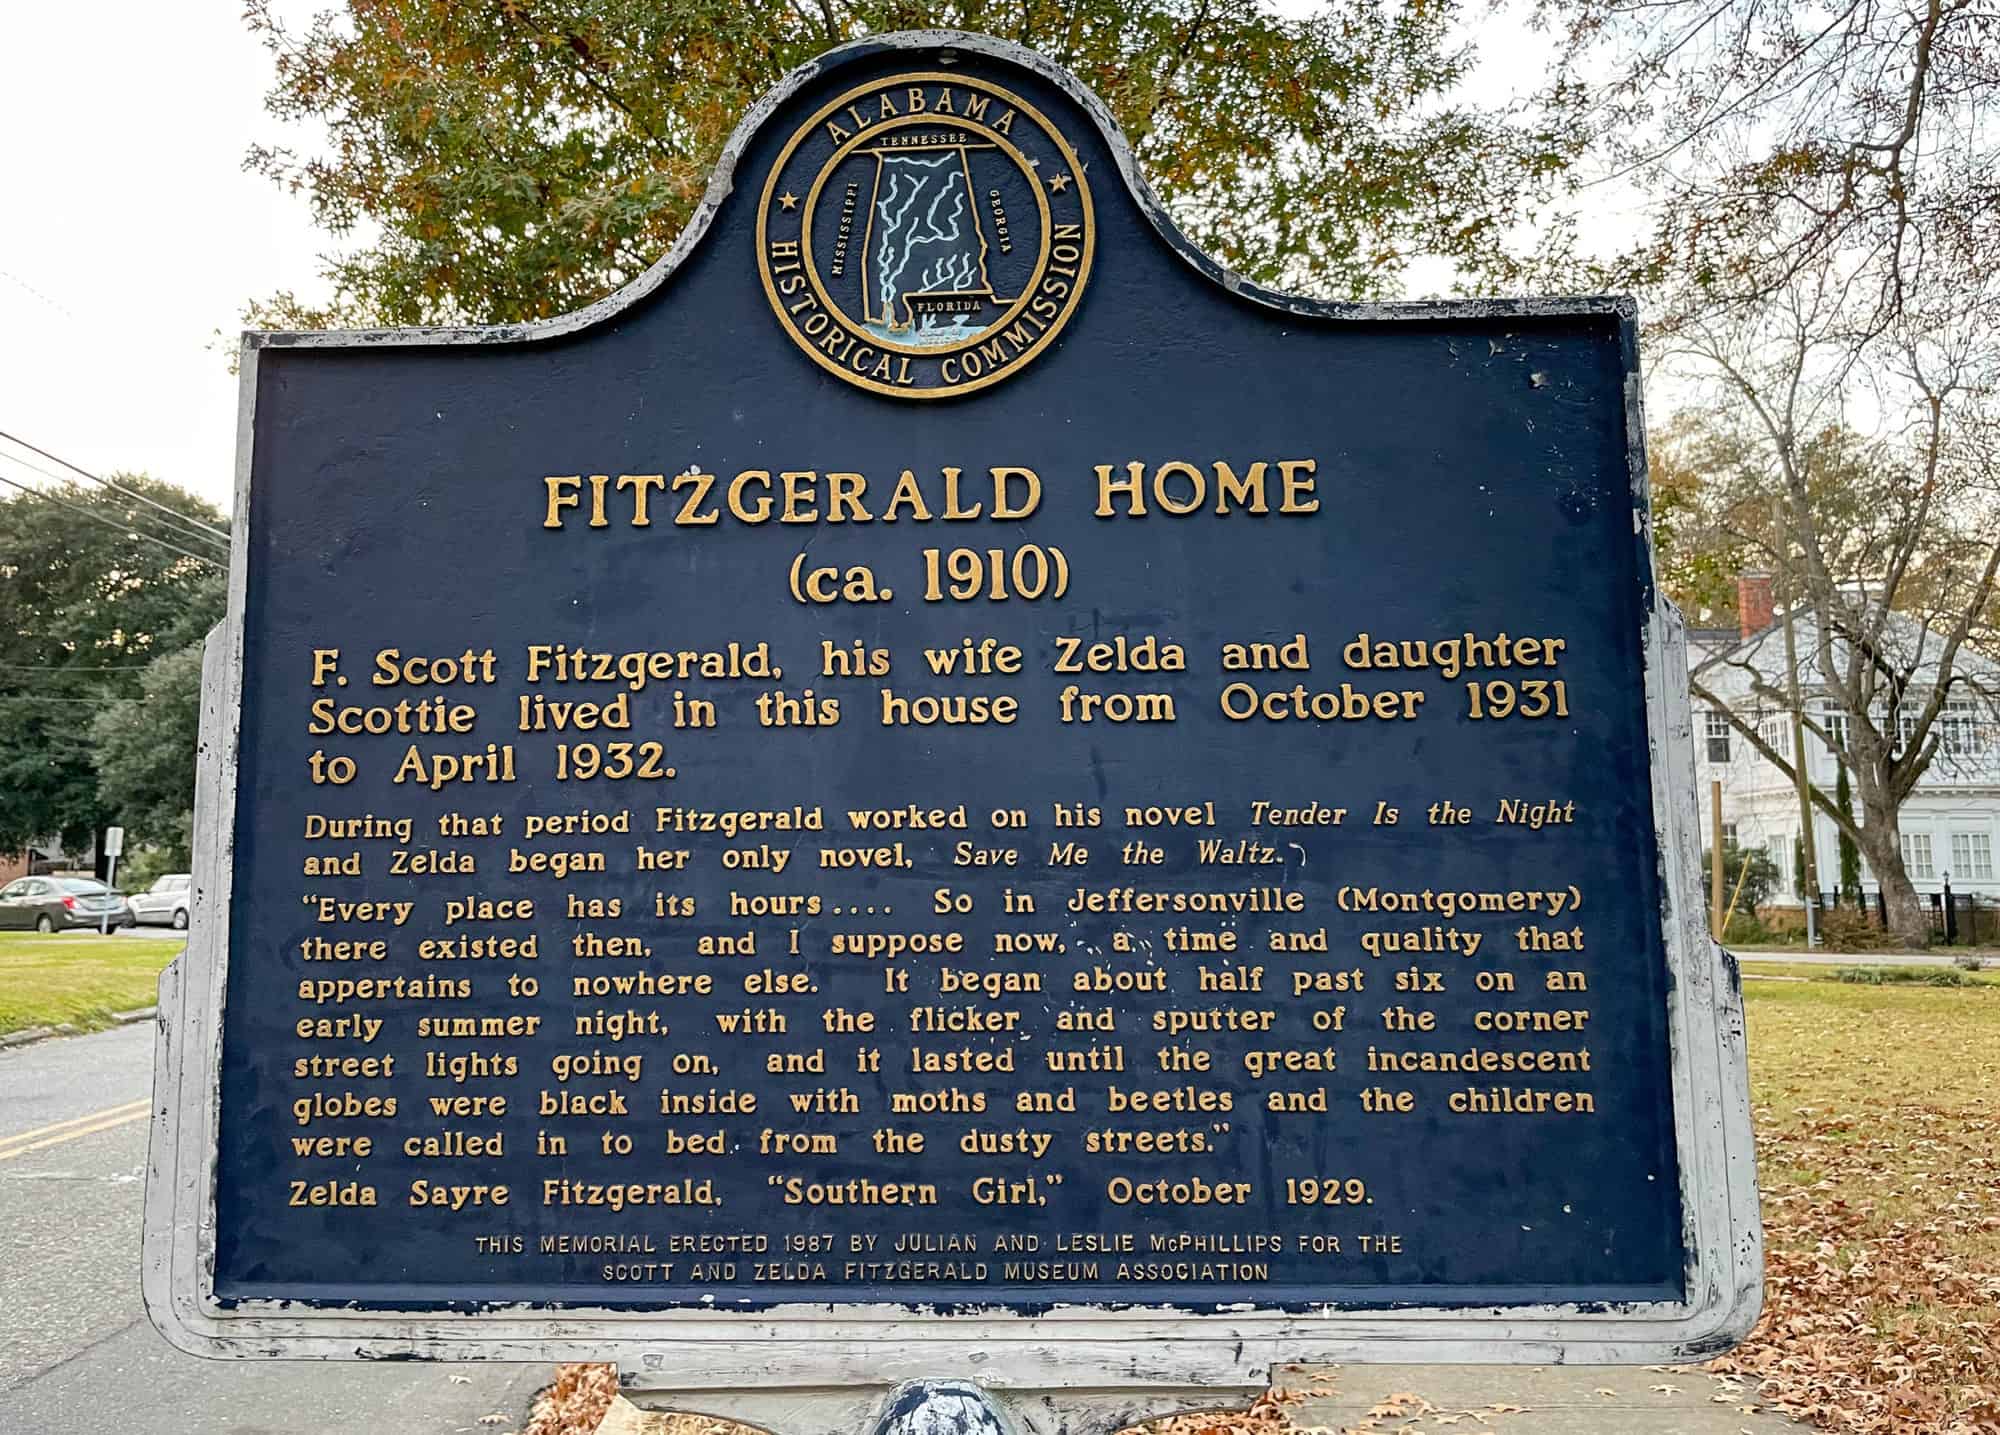 ALABAMA
TENNESSEE
MISSISSIPPI
GEORGIA
FLORIDA
HISTORICAL COMMISSION
FITZGERALD HOME
(ca. 1910)
F. Scott Fitzgerald, his wife Zelda and daughter
Scottie lived in this house from October 1931
to April 1932.
During that period Fitzgerald worked on his novel Tender Is the Night
and Zelda began her only novel, Save Me the Waltz.
“Every place has its hours.... So in Jeffersonville (Montgomery)
there existed then, and I suppose now, a time and quality that
appertains to nowhere else. It began about half past six on an
early summer night, with the flicker and sputter of the corner
street lights going on, and it lasted until the great incandescent
globes were black inside with moths and beetles and the children
were called in to bed from the dusty streets.”
Zelda Sayre Fitzgerald, “Southern Girl,” October 1929.
THIS MEMORIAL ERECTED 1987 BY JULIAN AND LESLIE McPHILLIPS FOR THE
SCOTT AND ZELDA FITZGERALD MUSEUM ASSOCIATION